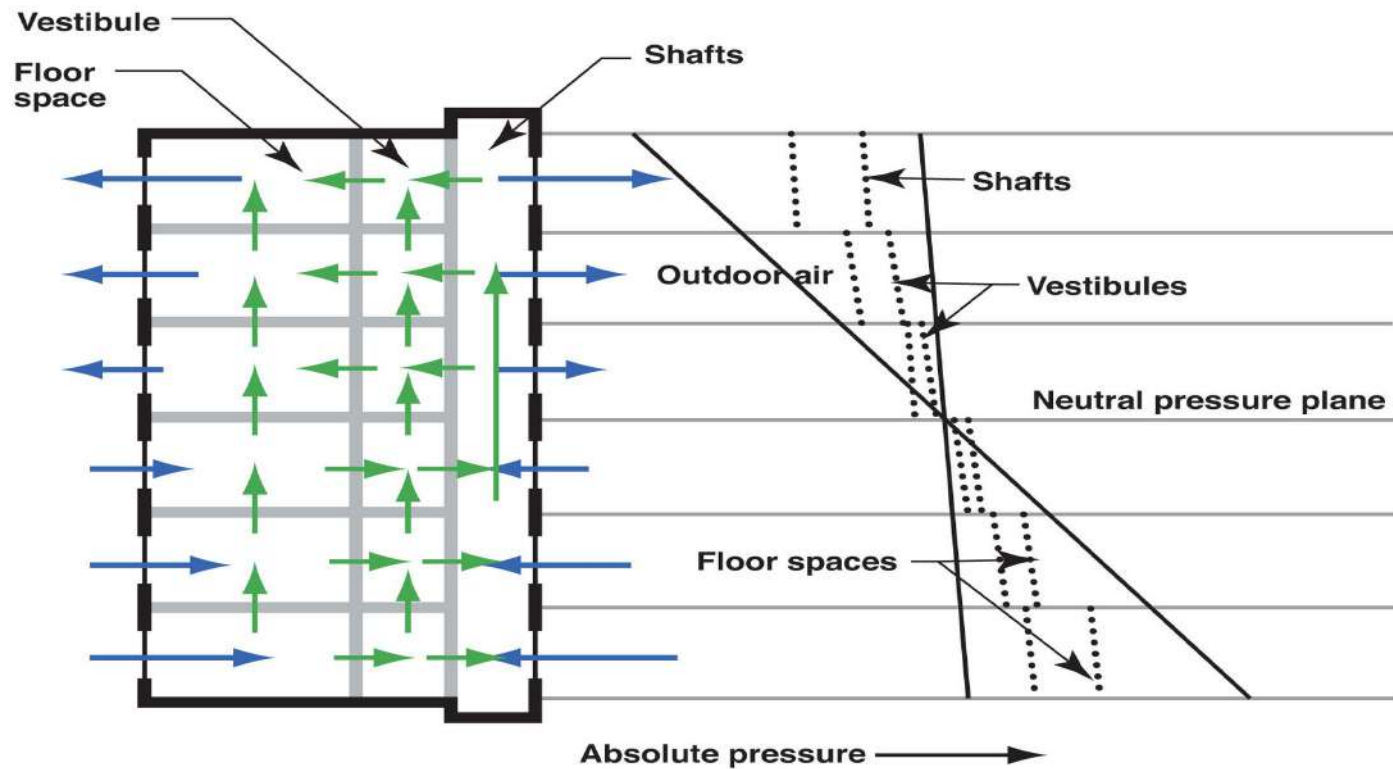 Vestibule
Floor
space
Shafts
Shafts
Outdoor air
Vestibules
Neutral pressure plane
Floor spaces
Absolute pressure